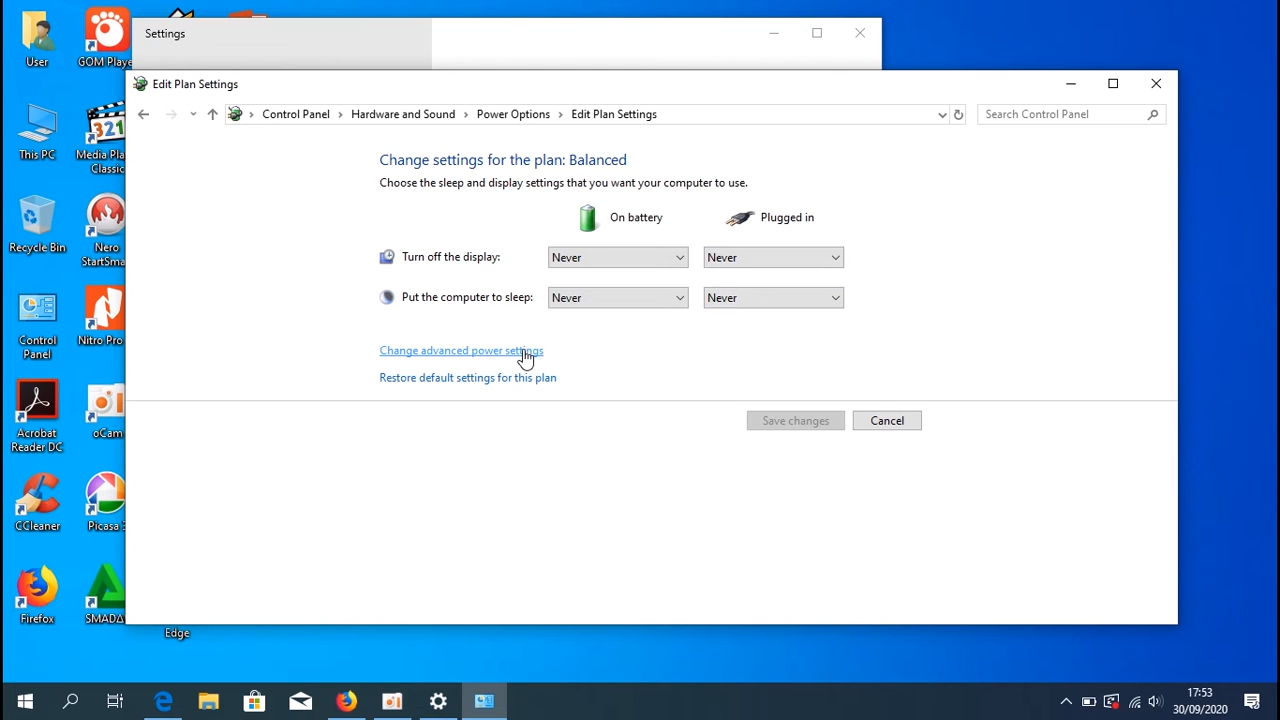 Settings
Edit Plan Settings
Control Panel > Hardware and Sound > Power Options > Edit Plan Settings
Search Control Panel
Change settings for the plan: Balanced
Choose the sleep and display settings that you want your computer to use.
On battery
Plugged in
Turn off the display:
Never
Never
Put the computer to sleep:
Never
Never
Change advanced power settings
Restore default settings for this plan
Save changes
Cancel
User
GOM Playe
This PC
321
Media Pla
Classic
Recycle Bin
Nero
StartSma
Control
Panel
Nitro Pro
Acrobat
Reader DC
oCam
CCleaner
Picasa 3
Firefox
SMADA
Edge
17:53
30/09/2020